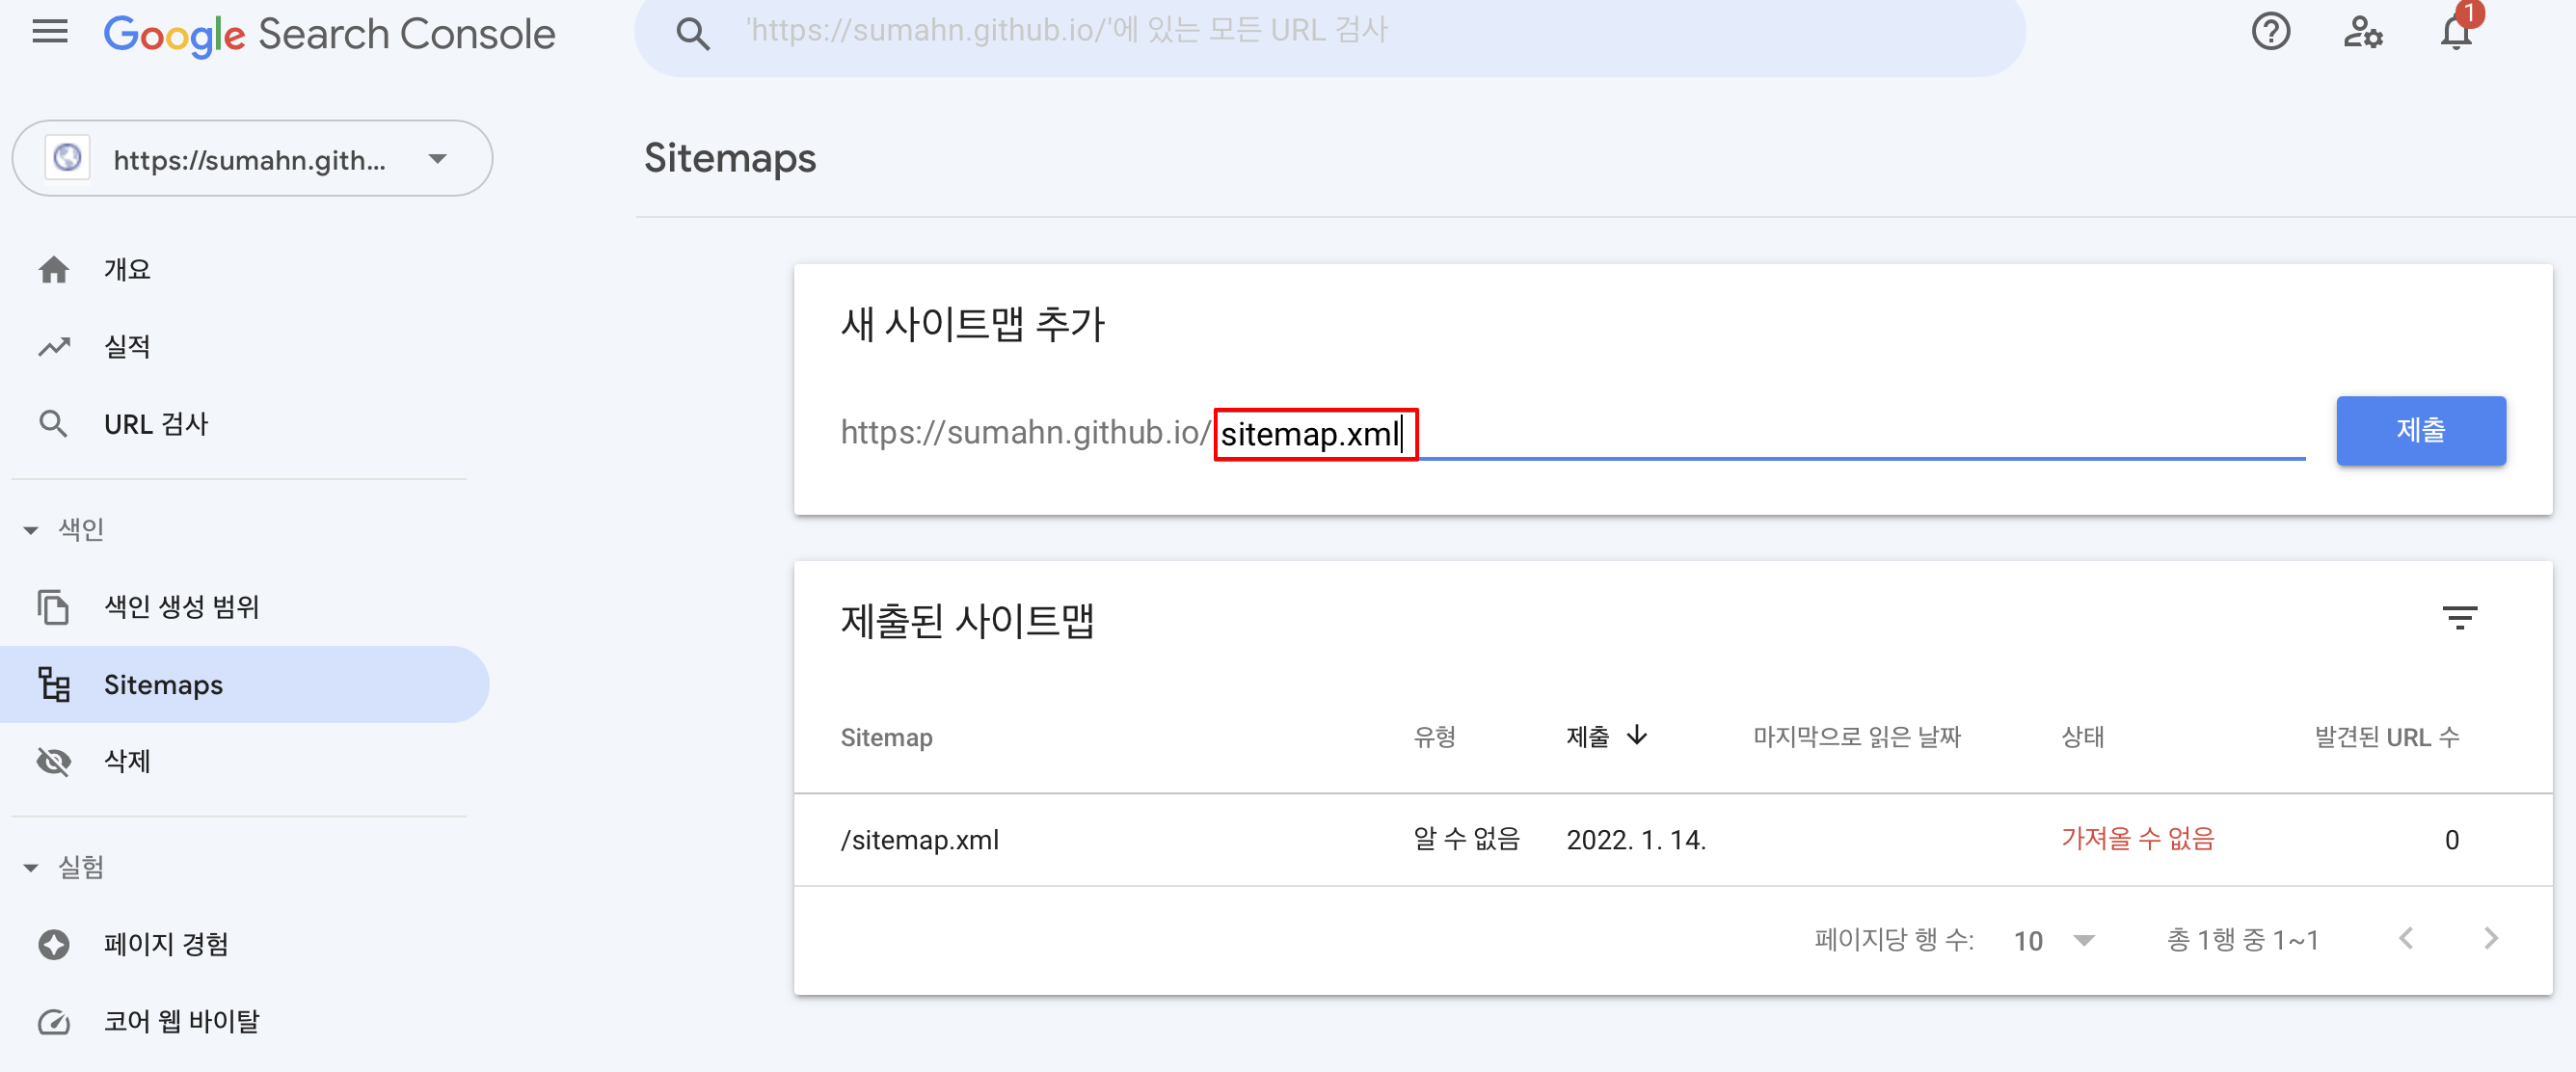 Google Search Console
'https://sumahn.github.io/'에 있는 모든 URL 검사
1
https://sumahn.gith...
Sitemaps
개요
실적
URL 검사
색인
색인 생성 범위
Sitemaps
삭제
실험
페이지 경험
코어 웹 바이탈
새 사이트맵 추가
https://sumahn.github.io/sitemap.xml
제출
제출된 사이트맵
Sitemap 유형 제출 마지막으로 읽은 날짜 상태 발견된 URL 수
/sitemap.xml 알 수 없음 2022. 1. 14. 가져올 수 없음 0
페이지당 행 수: 10 총 1행 중 1~1